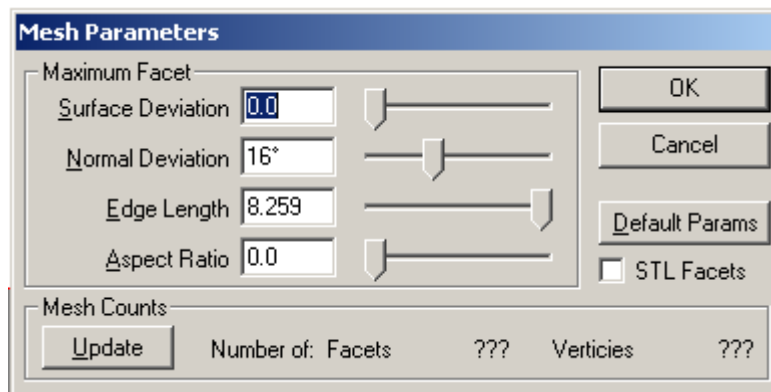 Mesh Parameters
Maximum Facet
Surface Deviation 0.0
Normal Deviation 16°
Edge Length 8.259
Aspect Ratio 0.0
OK
Cancel
Default Params
STL Facets
Mesh Counts
Update Number of: Facets ??? Verticies ???